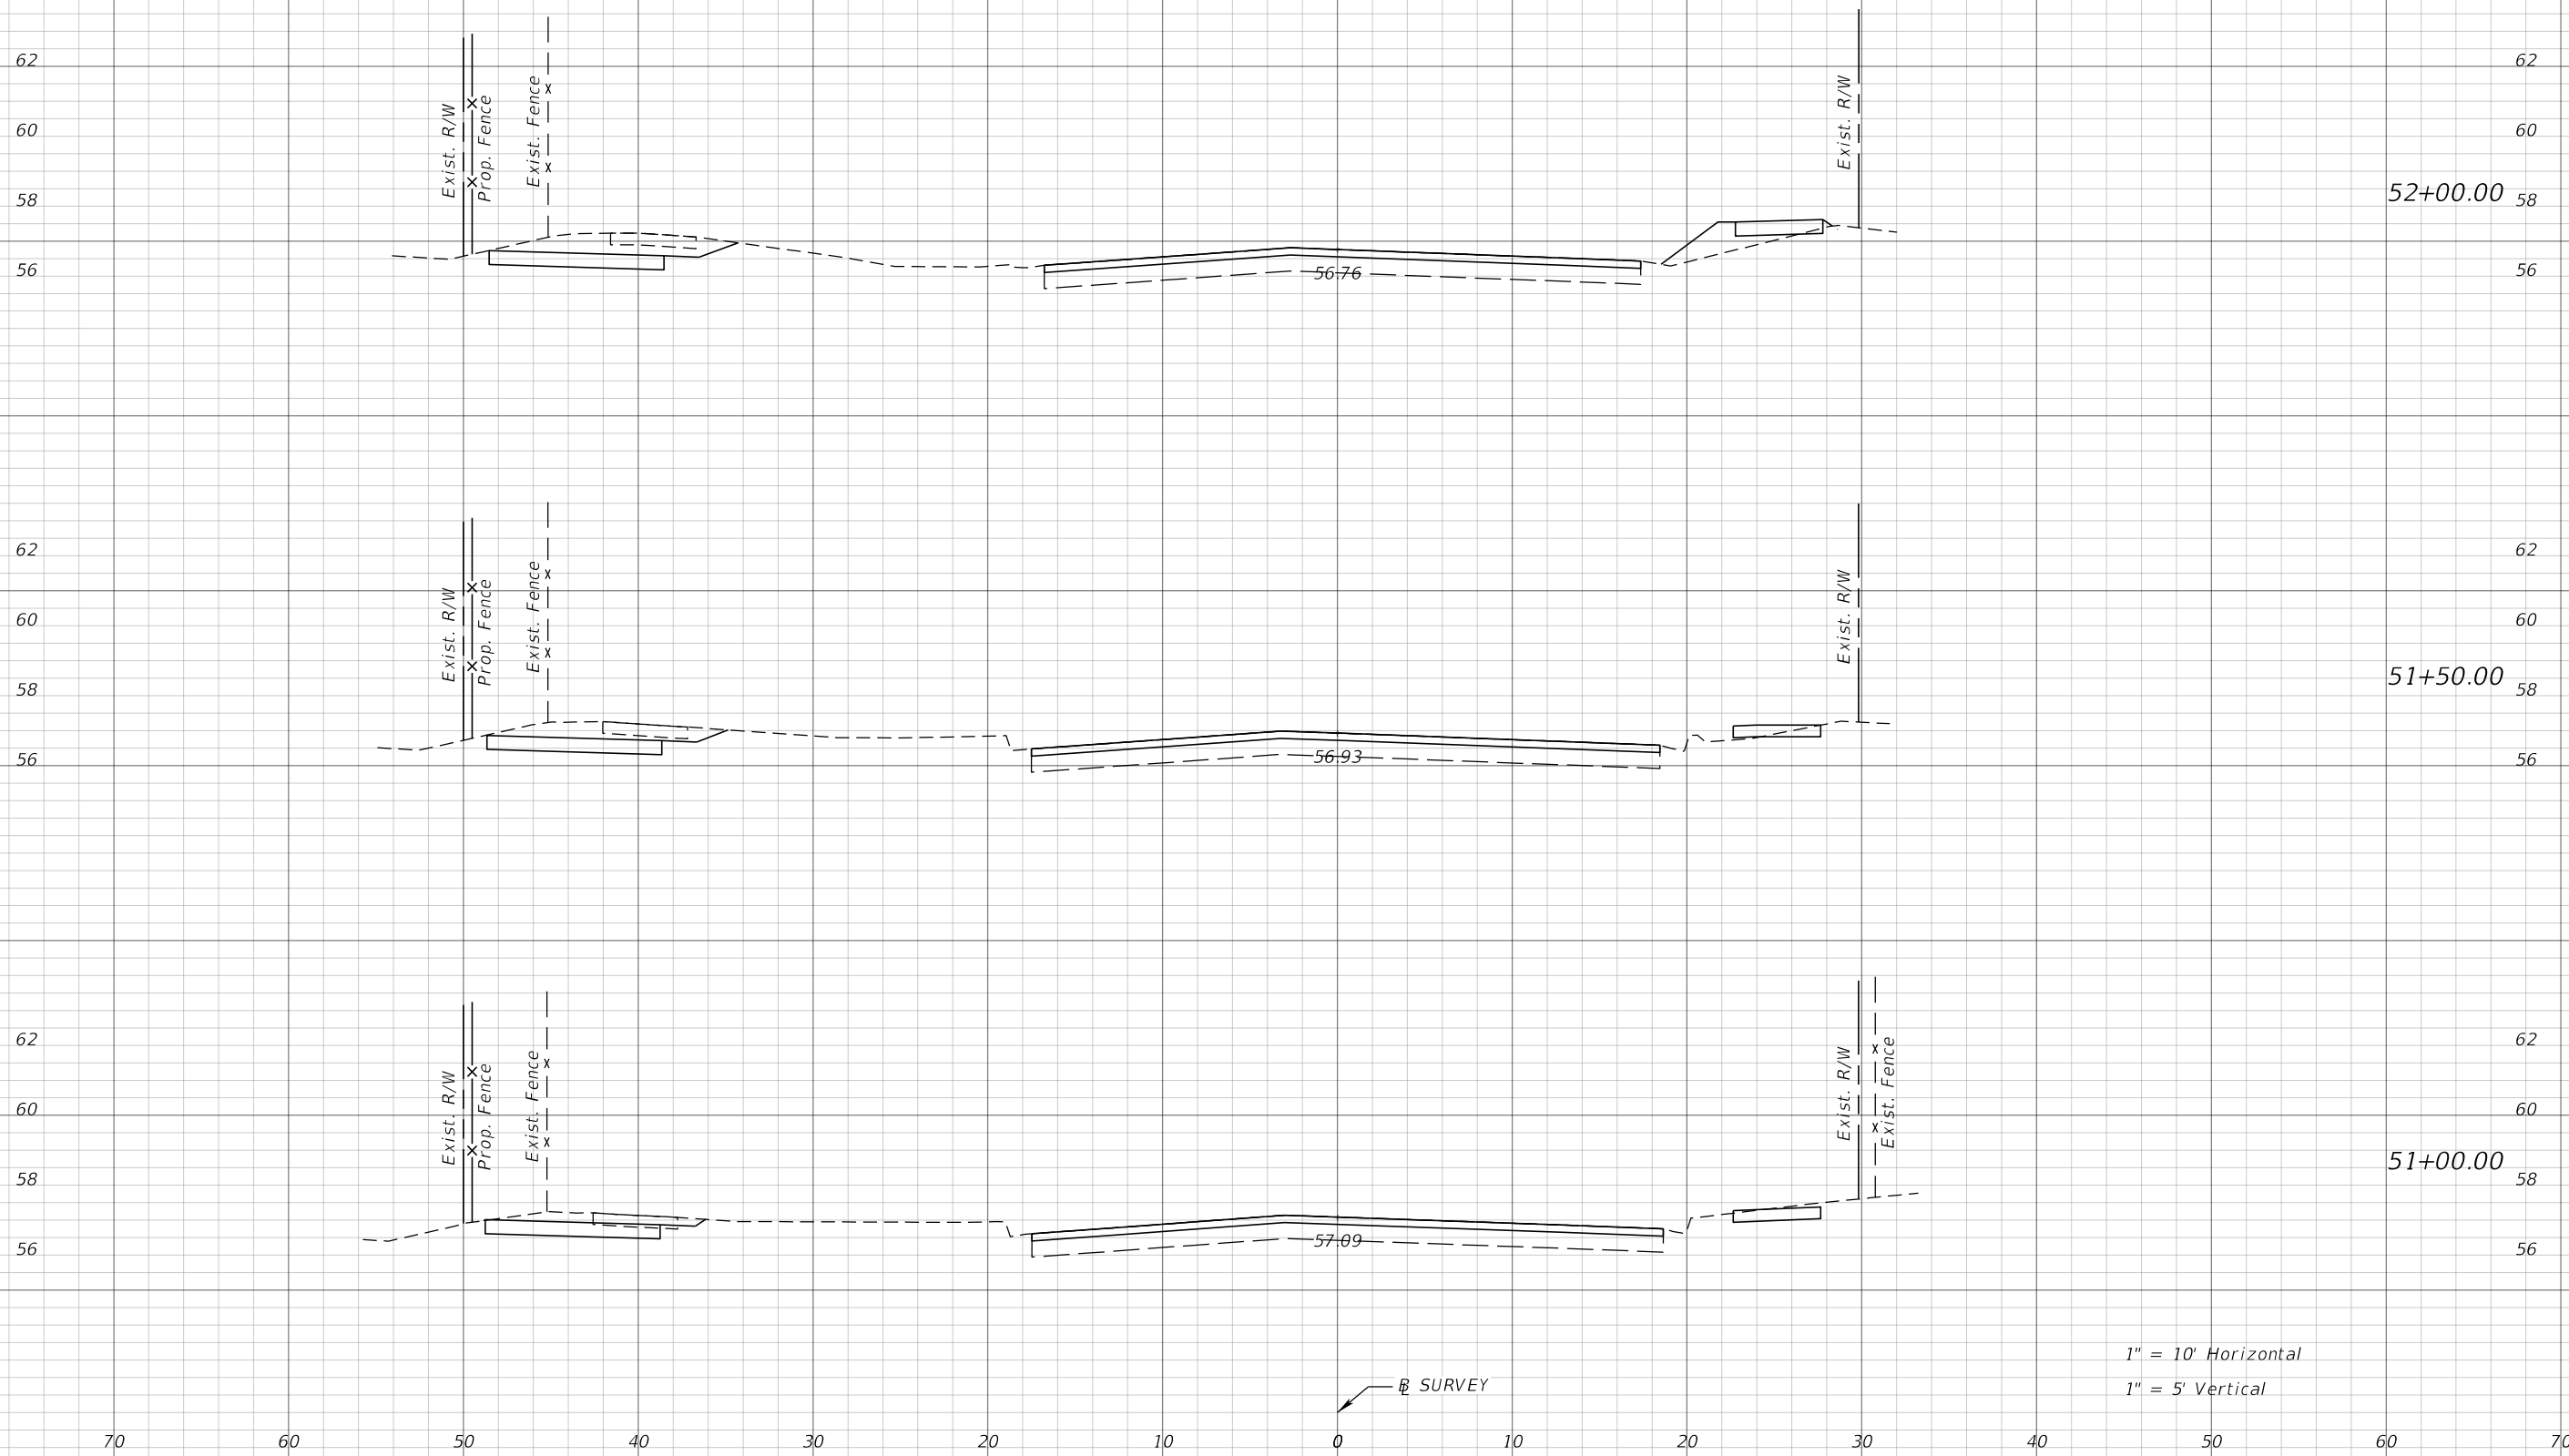 62 62
Exist. R/W
Prop. Fence
Exist. Fence
Exist. R/W
60 60
58 52+00.00 58
56 56.76 56
62 62
Exist. R/W
Prop. Fence
Exist. Fence
Exist. R/W
60 60
58 51+50.00 58
56 56.93 56
62 62
Exist. R/W
Prop. Fence
Exist. Fence
Exist. R/W
Exist. Fence
60 60
58 51+00.00 58
56 57.09 56
1" = 10' Horizontal
BL SURVEY
1" = 5' Vertical
70 60 50 40 30 20 10 0 10 20 30 40 50 60 70